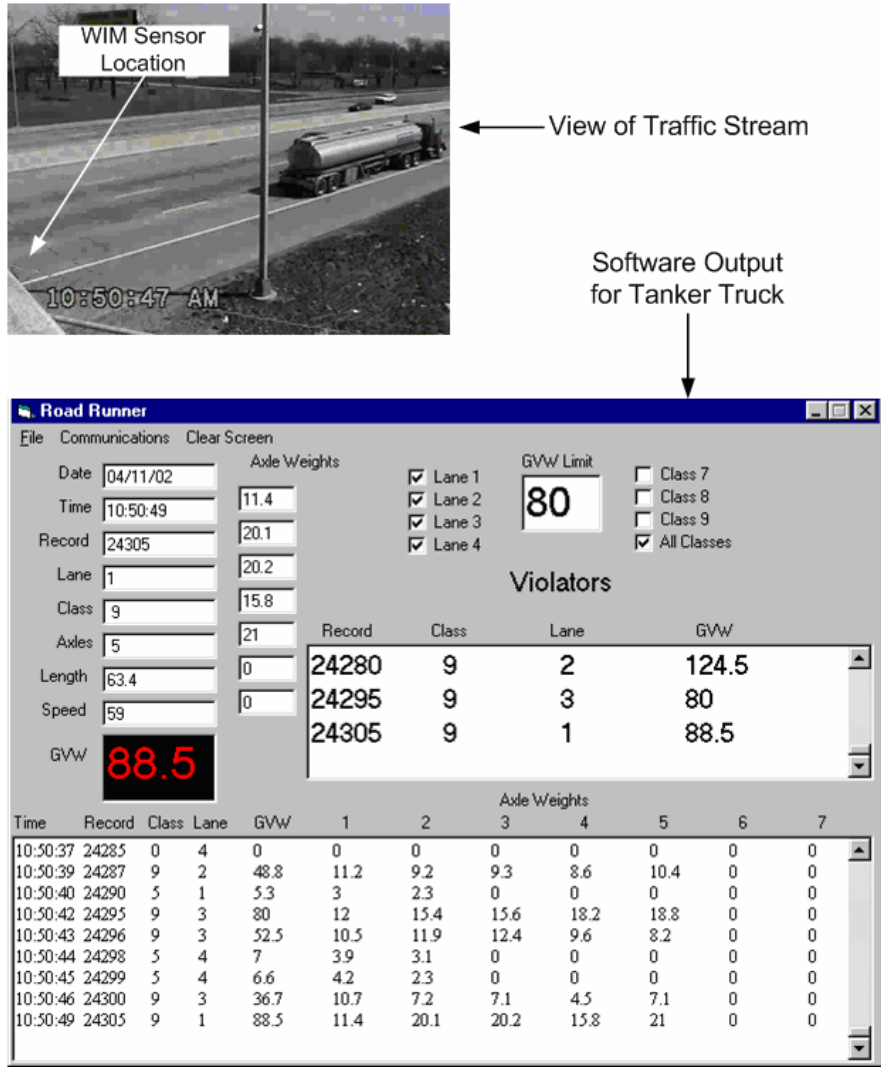 WIM Sensor
Location
View of Traffic Stream
10:50:47 AM
Software Output
for Tanker Truck
Road Runner
File Communications Clear Screen
Date 04/11/02
Time 10:50:49
Record 24305
Lane 1
Class 9
Axles 5
Length 63.4
Speed 59
GVW 88.5
Axle Weights
11.4
20.1
20.2
15.8
21
0
0
Lane 1
Lane 2
Lane 3
Lane 4
GVW Limit
80
Class 7
Class 8
Class 9
All Classes
Violators
Record Class Lane GVW
24280 9 2 124.5
24295 9 3 80
24305 9 1 88.5
Axle Weights
Time Record Class Lane GVW 1 2 3 4 5 6 7
10:50:37 24285 0 4 0 0 0 0 0 0 0 0
10:50:39 24287 9 2 48.8 11.2 9.2 9.3 8.6 10.4 0 0
10:50:40 24290 5 1 5.3 3 2.3 0 0 0 0 0
10:50:42 24295 9 3 80 12 15.4 15.6 18.2 18.8 0 0
10:50:43 24296 9 3 52.5 10.5 11.9 12.4 9.6 8.2 0 0
10:50:44 24298 5 4 7 3.9 3.1 0 0 0 0 0
10:50:45 24299 5 4 6.6 4.2 2.3 0 0 0 0 0
10:50:46 24300 9 3 36.7 10.7 7.2 7.1 4.5 7.1 0 0
10:50:49 24305 9 1 88.5 11.4 20.1 20.2 15.8 21 0 0